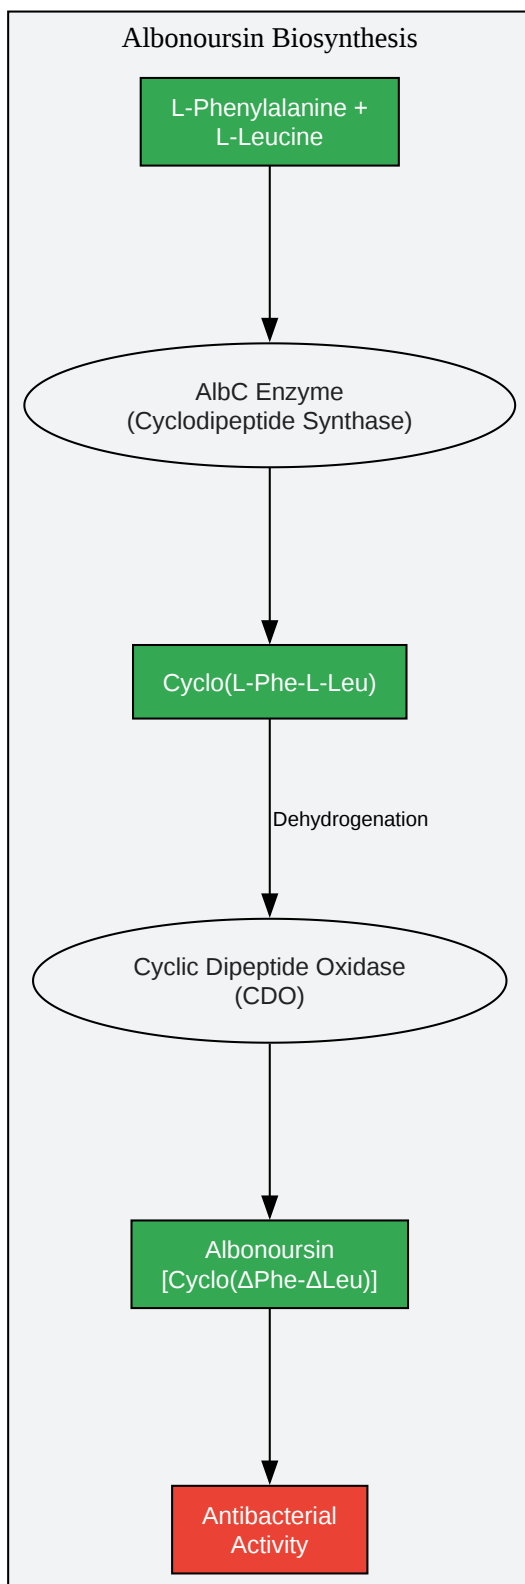 Albonoursin Biosynthesis
L-Phenylalanine +
L-Leucine
AlbC Enzyme
(Cyclodipeptide Synthase)
Cyclo(L-Phe-L-Leu)
Dehydrogenation
Cyclic Dipeptide Oxidase
(CDO)
Albonoursin
[Cyclo(ΔPhe-ΔLeu)]
Antibacterial
Activity